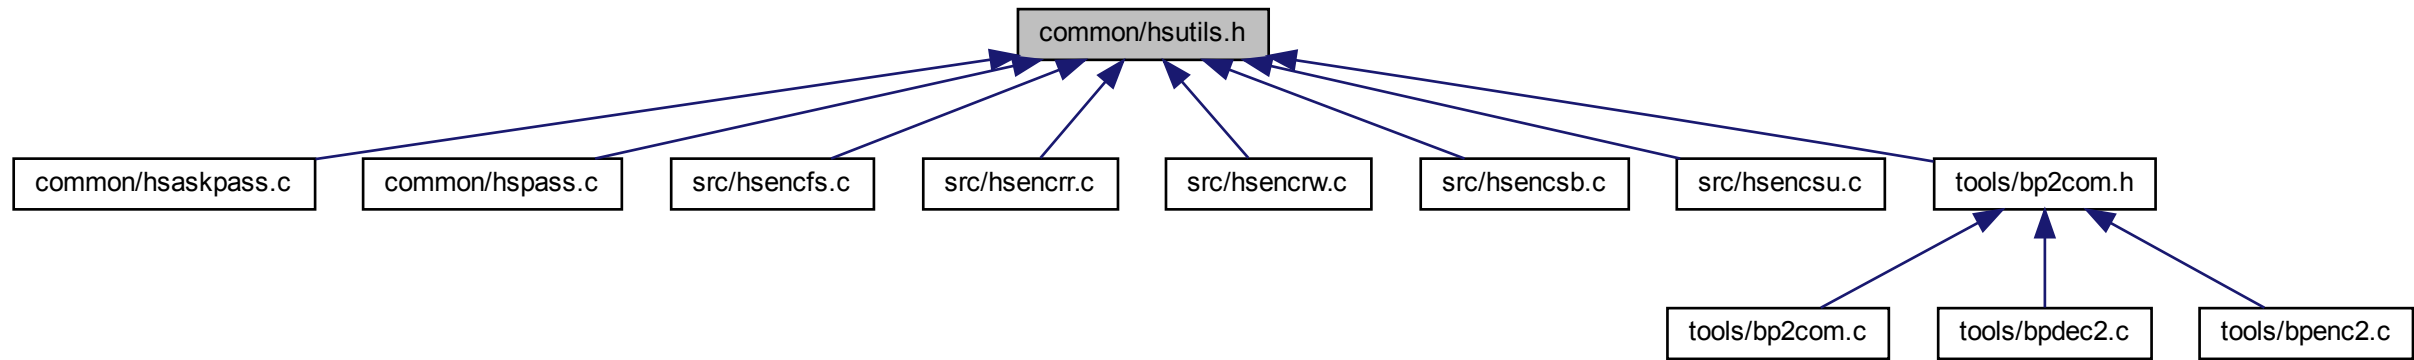 common/hsutils.h
common/hsaskpass.c
common/hspass.c
src/hsencfs.c
src/hsencrr.c
src/hsencrw.c
src/hsencsb.c
src/hsencsu.c
tools/bp2com.h
tools/bp2com.c
tools/bpdec2.c
tools/bpenc2.c